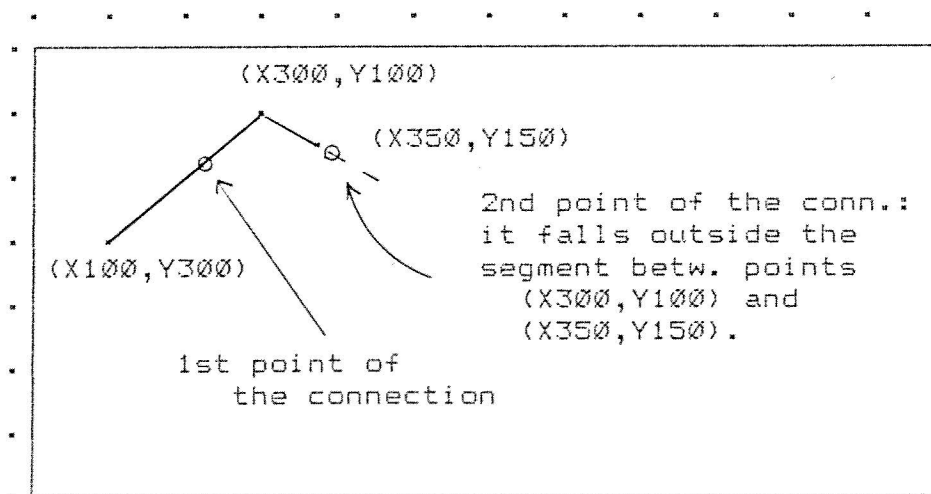 (X300,Y100)
(X350,Y150)
2nd point of the conn.:
it falls outside the
segment betw. points
(X300,Y100) and
(X350,Y150).
(X100,Y300)
1st point of
the connection